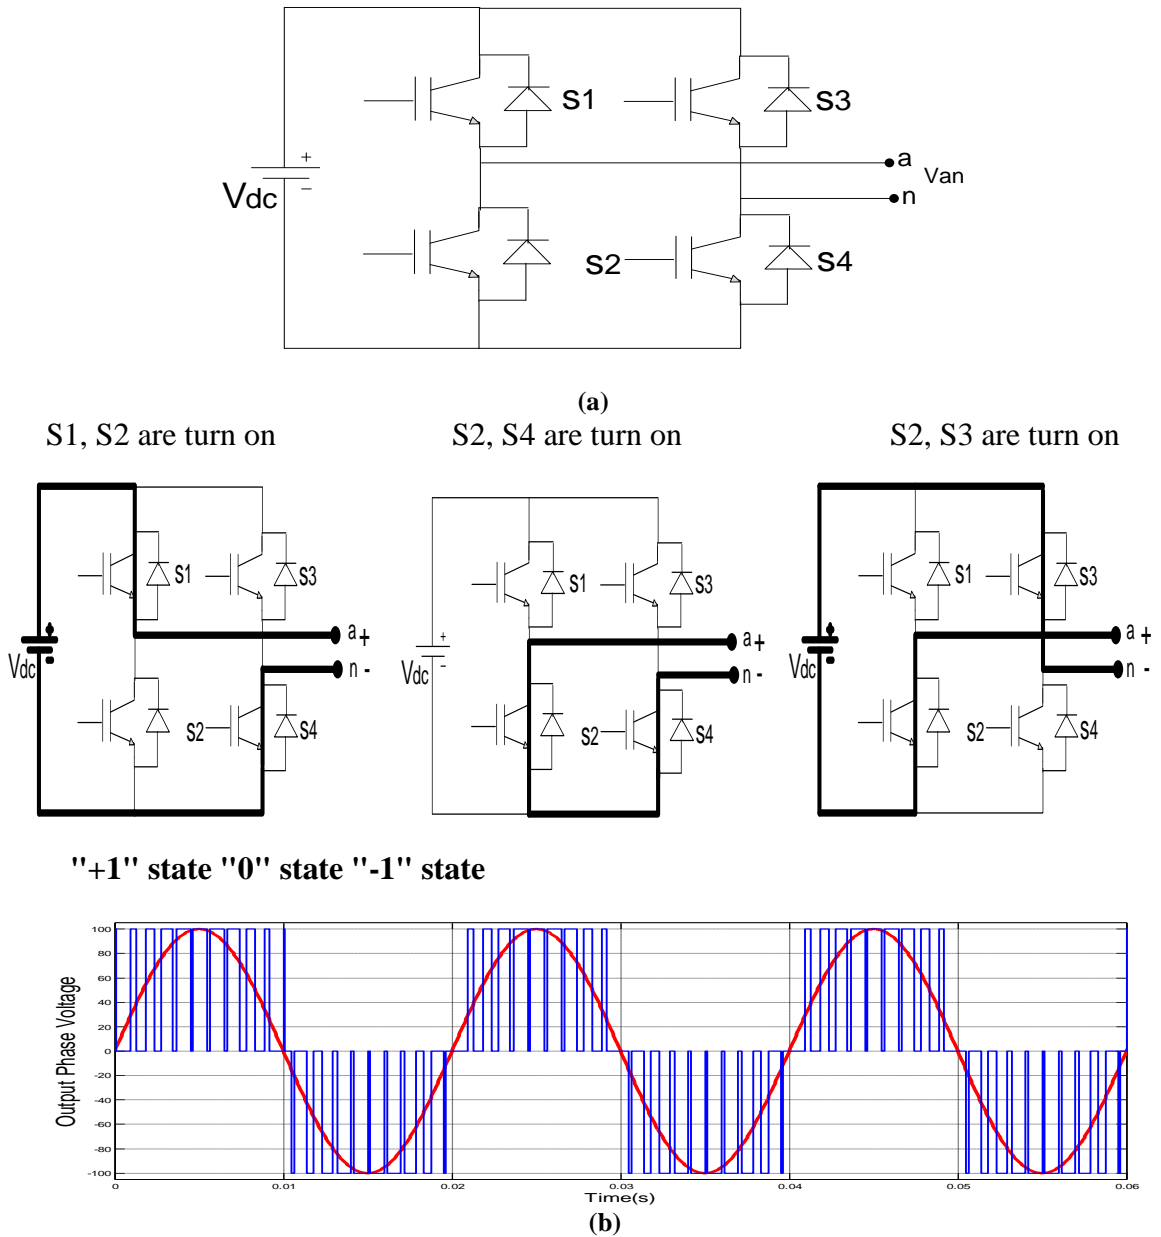 S1
S3
+
−
Vdc
a
Van
n
S2
S4
(a)
S1, S2 are turn on
S2, S4 are turn on
S2, S3 are turn on
S1
S3
a +
Vdc
n -
S2
S4
S1
S3
+
−
Vdc
a +
n -
S2
S4
S1
S3
a +
Vdc
n -
S2
S4
"+1" state "0" state "-1" state
Output Phase Voltage
100
80
60
40
20
0
-20
-40
-60
-80
-100
0
0.01
0.02
0.03
0.04
0.05
0.06
Time(s)
(b)